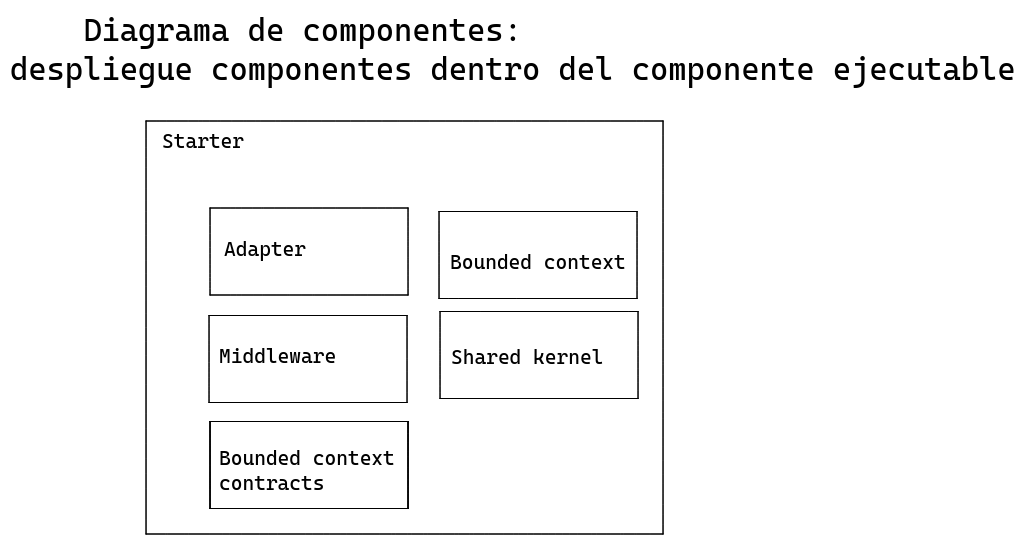 Diagrama de componentes:
despliegue componentes dentro del componente ejecutable
Starter
Adapter
Bounded context
Middleware
Shared kernel
Bounded context
contracts